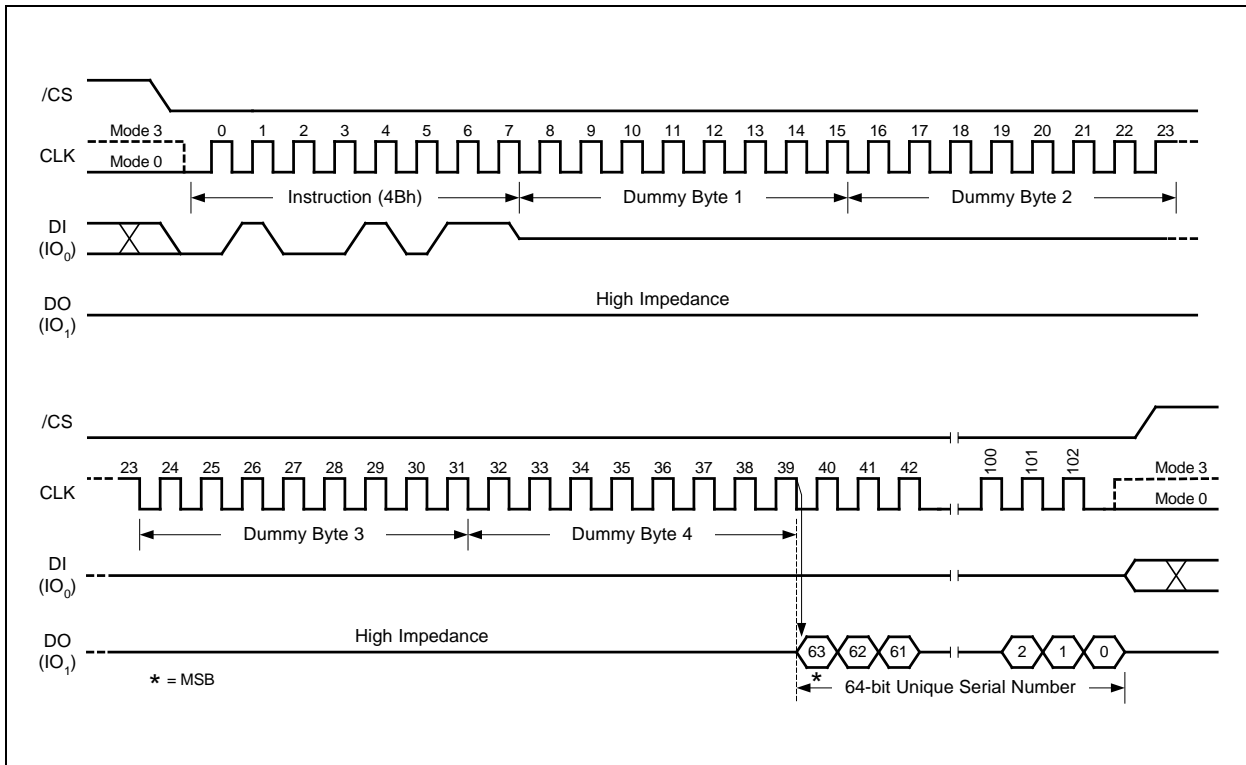 /CS
Mode 3
0 1 2 3 4 5 6 7 8 9 10 11 12 13 14 15 16 17 18 19 20 21 22 23
CLK
Mode 0
Instruction (4Bh) Dummy Byte 1 Dummy Byte 2
DI
(IO0)
High Impedance
DO
(IO1)
/CS
23 24 25 26 27 28 29 30 31 32 33 34 35 36 37 38 39 40 41 42 100 101 102
Mode 3
CLK
Mode 0
Dummy Byte 3 Dummy Byte 4
DI
(IO0)
High Impedance
DO
(IO1)
63 62 61 2 1 0
* = MSB
*
64-bit Unique Serial Number